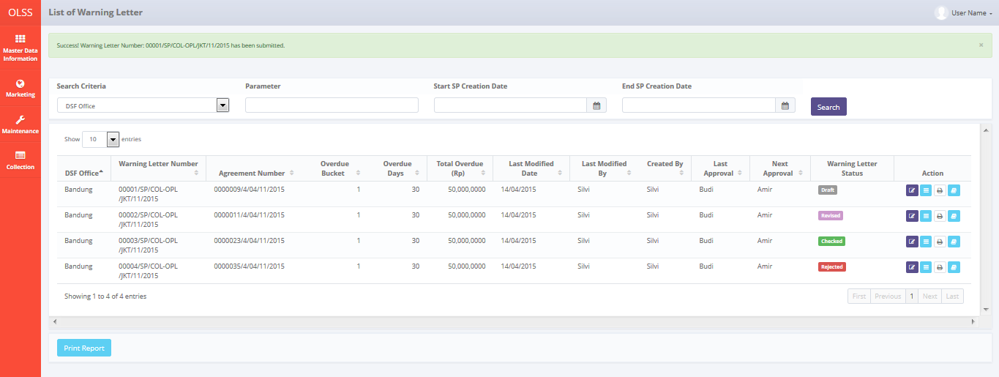 OLSS
List of Warning Letter
User Name
Master Data
Information
Marketing
Maintenance
Collection
Success! Warning Letter Number: 00001/SP/COL-OPL/JKT/11/2015 has been submitted.
×
Search Criteria Parameter Start SP Creation Date End SP Creation Date
DSF Office
Search
Show 10 entries
DSF Office Warning Letter Number Agreement Number Overdue Bucket Overdue Days Total Overdue (Rp) Last Modified Date Last Modified By Created By Last Approval Next Approval Warning Letter Status Action
Bandung 00001/SP/COL-OPL 0000009/4/04/11/2015 1 30 50,000,0000 14/04/2015 Silvi Silvi Budi Amir Draft
/JKT/11/2015
Bandung 00002/SP/COL-OPL 0000011/4/04/11/2015 1 30 50,000,0000 14/04/2015 Silvi Silvi Budi Amir Revised
/JKT/11/2015
Bandung 00003/SP/COL-OPL 0000023/4/04/11/2015 1 30 50,000,0000 14/04/2015 Silvi Silvi Budi Amir Checked
/JKT/11/2015
Bandung 00004/SP/COL-OPL 0000035/4/04/11/2015 1 30 50,000,0000 14/04/2015 Silvi Silvi Budi Amir Rejected
/JKT/11/2015
Showing 1 to 4 of 4 entries
First Previous 1 Next Last
Print Report